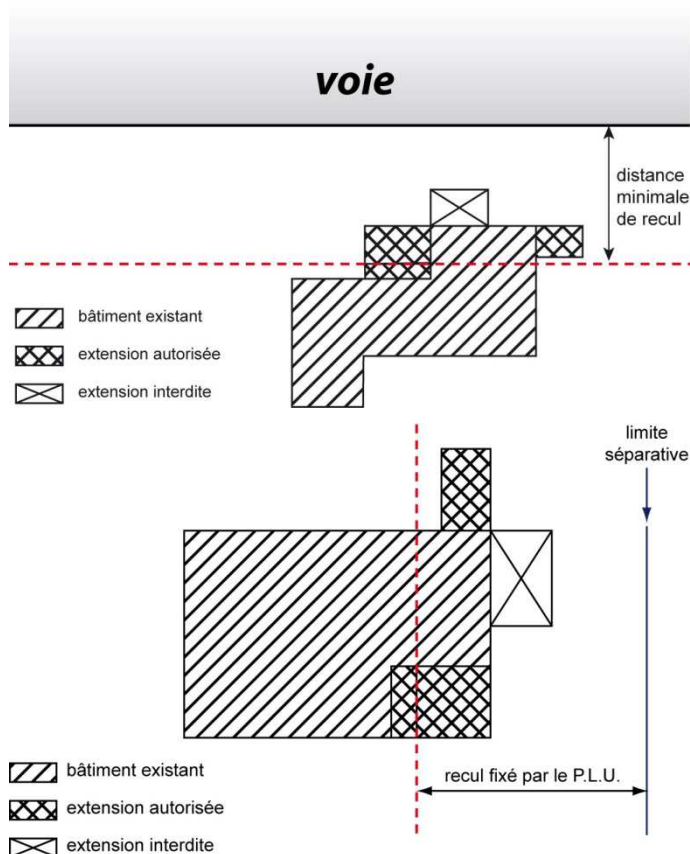 voie
distance
minimale
de recul
bâtiment existant
extension autorisée
extension interdite
limite
séparative
recul fixé par le P.L.U.
bâtiment existant
extension autorisée
extension interdite